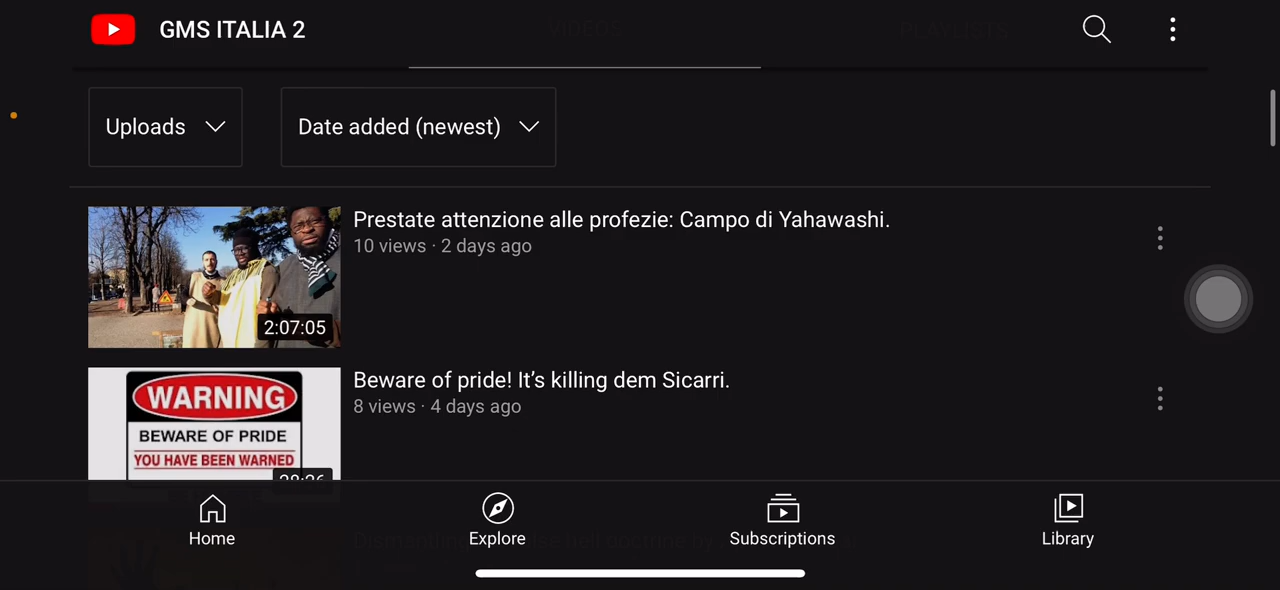 GMS ITALIA 2
VIDEOS
PLAYLISTS
Uploads
Date added (newest)
Prestate attenzione alle profezie: Campo di Yahawashi.
10 views · 2 days ago
2:07:05
Beware of pride! It’s killing dem Sicarri.
8 views · 4 days ago
WARNING
BEWARE OF PRIDE
YOU HAVE BEEN WARNED
Home
Explore
Subscriptions
Library